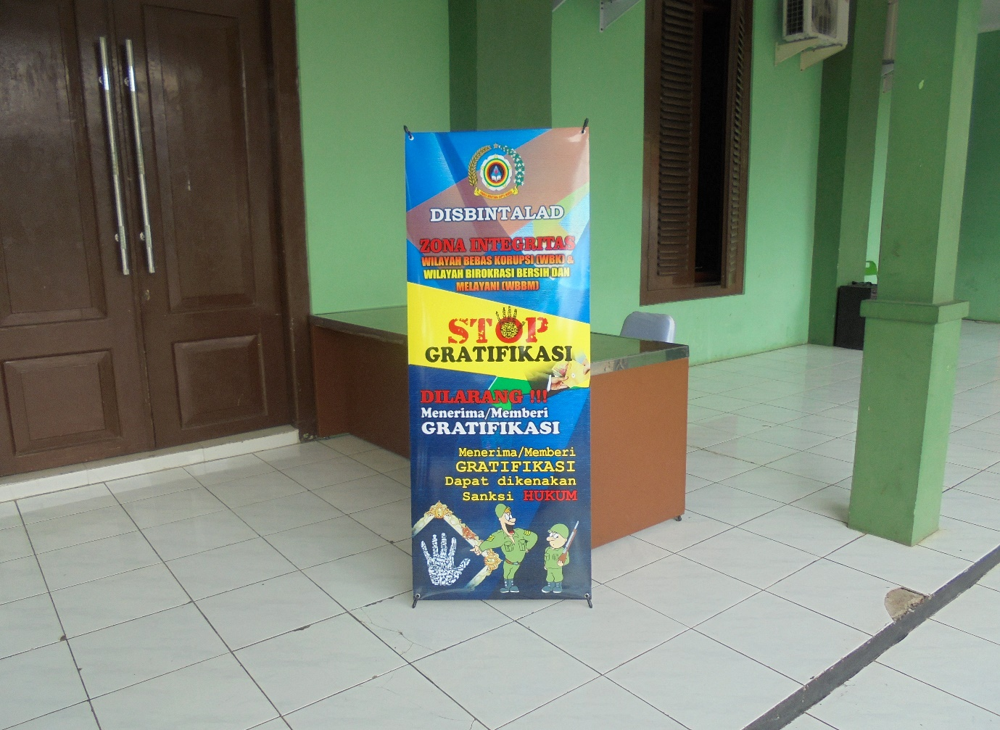 DISBINTALAD
ZONA INTEGRITAS
WILAYAH BEBAS KORUPSI (WBK) &
WILAYAH BIROKRASI BERSIH DAN
MELAYANI (WBBM)
STOP
GRATIFIKASI
DILARANG !!!
Menerima/Memberi
GRATIFIKASI
Menerima/Memberi
GRATIFIKASI
Dapat dikenakan
Sanksi HUKUM